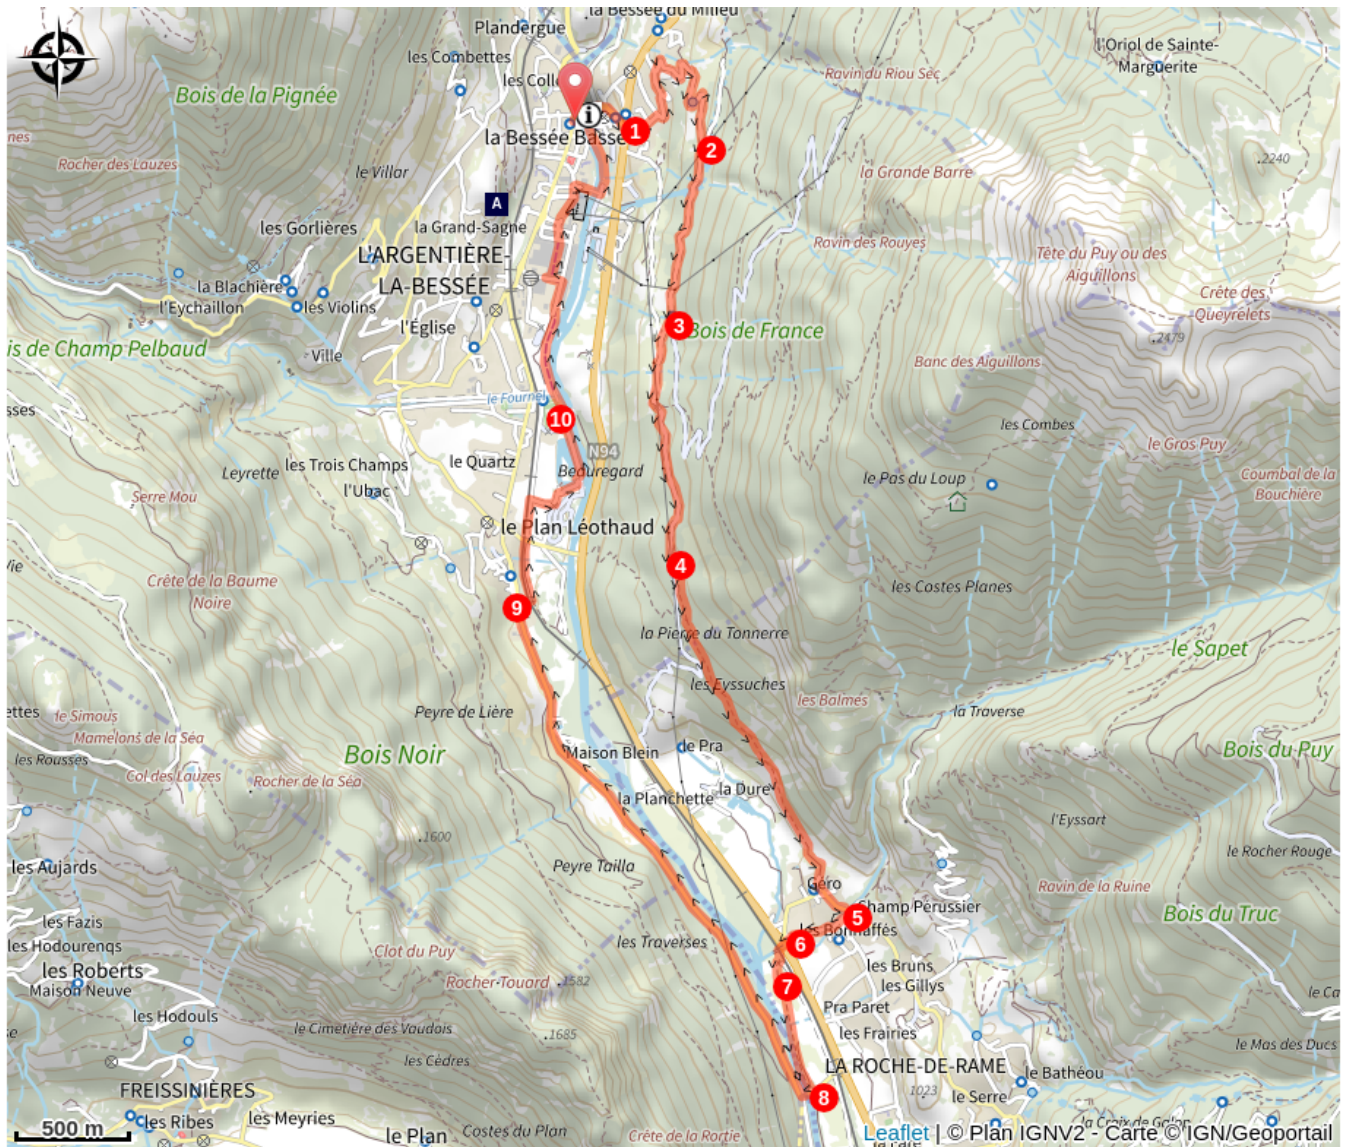 la Bessée du Milieu
Plandergue
les Combettes
l'Oriol de Sainte-
Marguerite
les Colle
Ravin du Riou Sec
Bois de la Pignée
i
1
la Bessée Basse
2
2240
Rocher des Lauzes
le Villar
la Grande Barre
A
les Gorlières
la Grand-Sagne
Ravin des Rouyes
L'ARGENTIÈRE-
LA-BESSÉE
Tête du Puy ou des
Aiguillons
la Blachière
l'Eychaillon
les Violins
Crête des
Queyrelets
l'Église
3
Bois de France
2479
is de Champ Pelbaud
Ville
Banc des Aiguillons
le Fournel
sses
10
les Combes
N94
le Gros Puy
Leyrette
les Trois Champs
le Quartz
Beauregard
l'Ubac
le Pas du Loup
Coumbal de la
Bouchière
Serre Mou
le Plan Léothaud
4
Vie
Crête de la Baume
Noire
les Costes Planes
9
la Pierre du Tonnerre
le Sapet
les Eyssuches
les Balmes
ettes
le Simous
Peyre de Lière
la Traverse
Mamelons de la Séa
les Rousses
Bois Noir
Maison Blein
de Pra
Bois du Puy
Col des Lauzes
Rocher de la Séa
la Planchette
la Dure
l'Eyssart
1600
le Rocher Rouge
les Aujards
Peyre Tailla
Géro
Ravin de la Ruine
Champ Pérussier
5
Bois du Truc
les Fazis
les Bonnaffés
les Hodourenqs
6
les Traverses
Clot du Puy
les Bruns
les Roberts
Rocher-Touard
1582
7
les Gillys
Maison Neuve
Pra Paret
les Hodouls
le Cimetière des Vaudois
1685
les Frairies
le Mas des Ducs
les Cèdres
LA ROCHE-DE-RAME
le Bathéou
FREISSINIÈRES
1023
le Serre
8
les Ribes
les Meyries
500 m
le Plan
Costes du Plan
Crête de la Rortie
Leaflet | © Plan IGNV2 - Carte © IGN/Geoportail